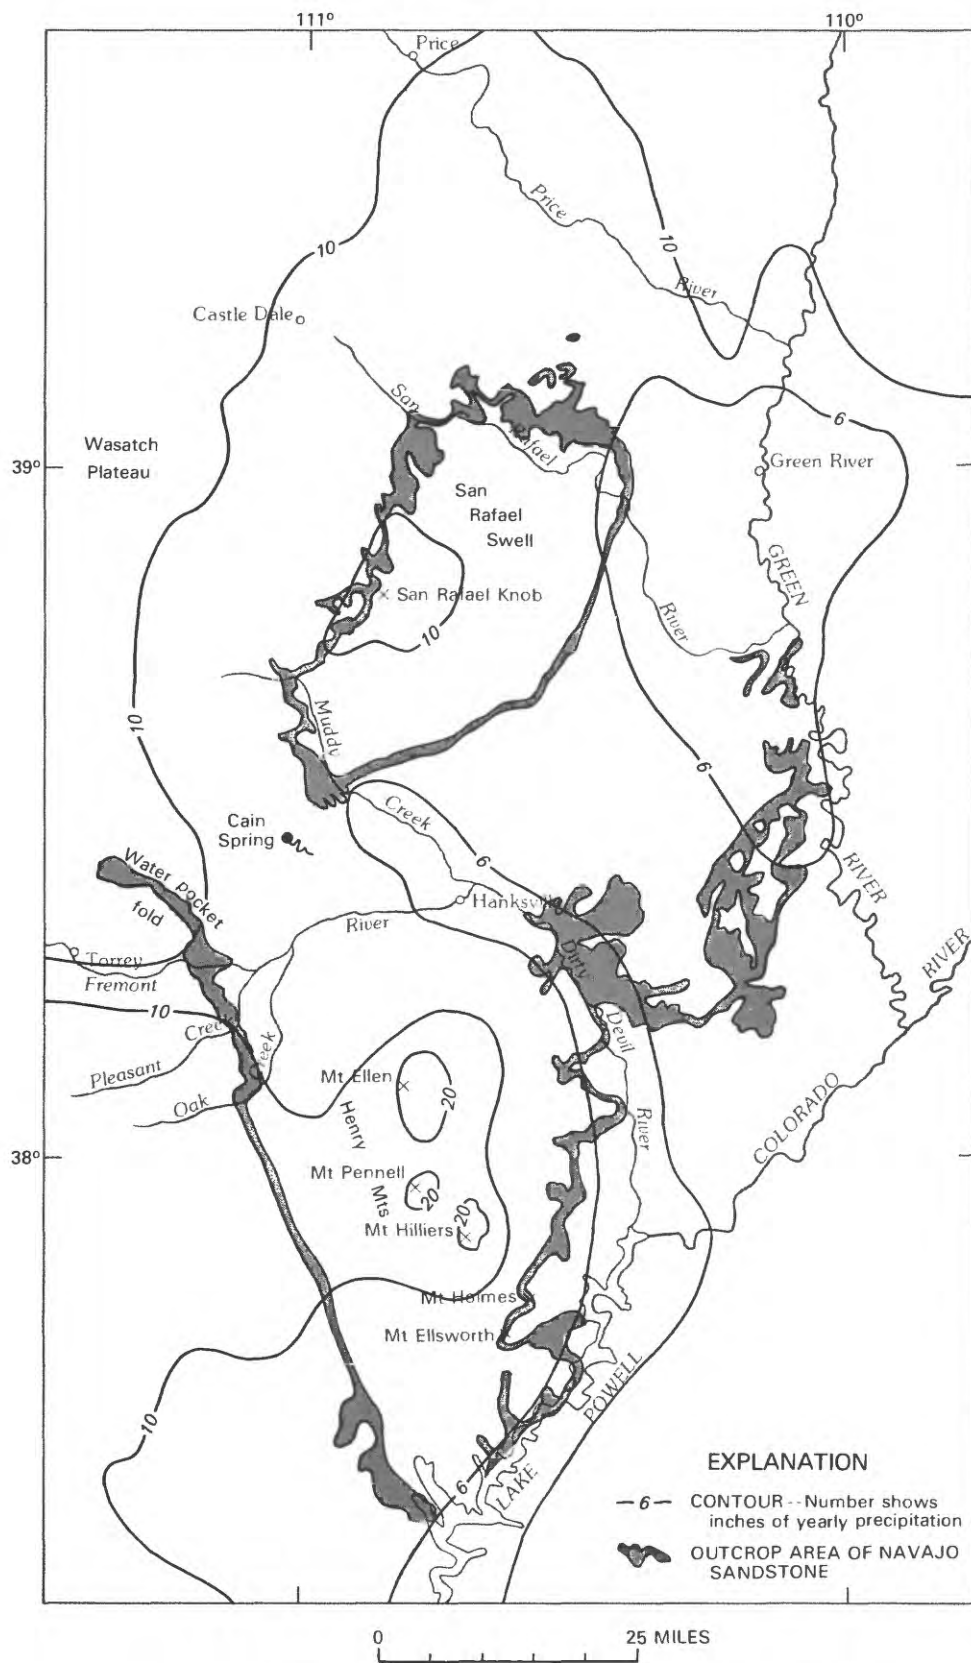 111°
110°
Price
Price
River
10
10
Castle Dale
San
Rafael
River
6
Wasatch
Plateau
39°
Green River
San
Rafael
Swell
GREEN
RIVER
San Rafael Knob
10
10
Muddy
Creek
6
6
Cain
Spring
Water pocket
fold
Hanksville
River
Torrey
Fremont
10
Dirty
Devil
River
Pleasant
Creek
Oak
Creek
COLORADO
RIVER
Mt Ellen
20
Henry
Mts
38°
Mt Pennell
20
Mt Hilliers
20
Mt Holmes
Mt Ellsworth
10
6
LAKE
POWELL
EXPLANATION
6 CONTOUR--Number shows
inches of yearly precipitation
OUTCROP AREA OF NAVAJO
SANDSTONE
0 25 MILES